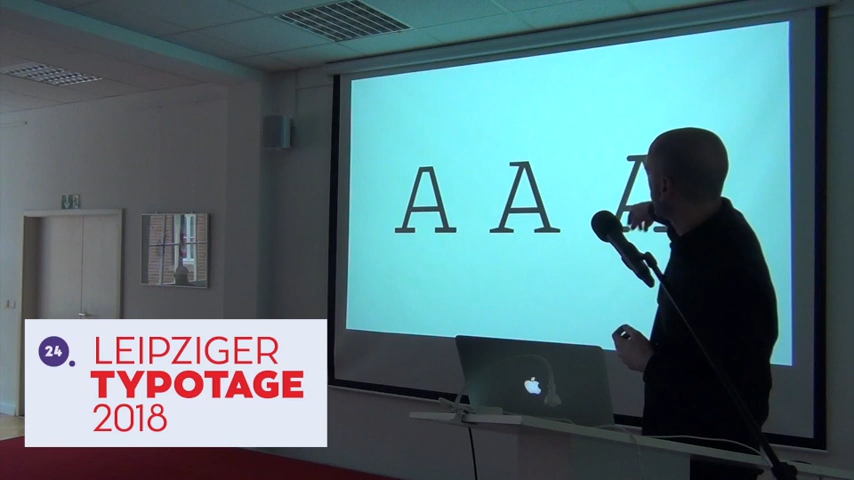 A A A
24.
LEIPZIGER
TYPOTAGE
2018